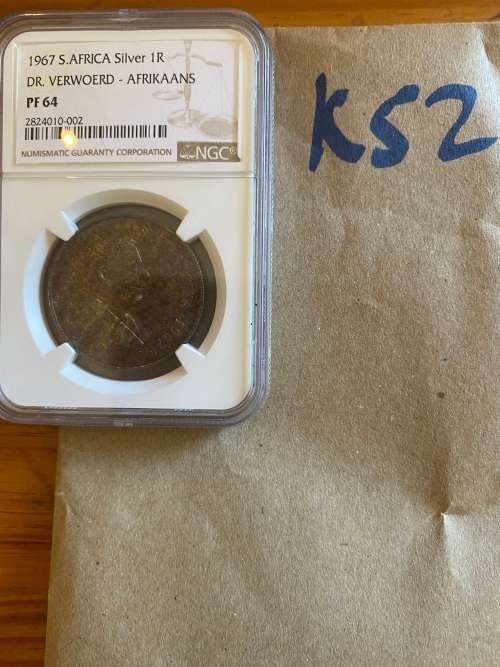 1967 S.AFRICA Silver 1R
DR. VERWOERD - AFRIKAANS
PF 64
2824010-002
NUMISMATIC GUARANTY CORPORATION NGC®
K52